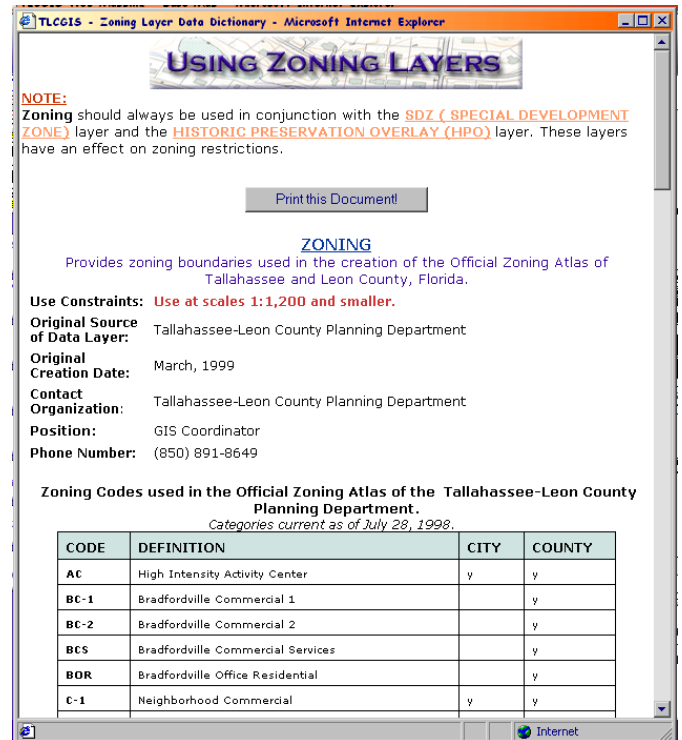 TLCGIS - Zoning Layer Data Dictionary - Microsoft Internet Explorer
USING ZONING LAYERS
NOTE:
Zoning should always be used in conjunction with the SDZ ( SPECIAL DEVELOPMENT
ZONE) layer and the HISTORIC PRESERVATION OVERLAY (HPO) layer. These layers
have an effect on zoning restrictions.
Print this Document!
ZONING
Provides zoning boundaries used in the creation of the Official Zoning Atlas of
Tallahassee and Leon County, Florida.
Use Constraints: Use at scales 1:1,200 and smaller.
Original Source
of Data Layer: Tallahassee-Leon County Planning Department
Original
Creation Date: March, 1999
Contact
Organization: Tallahassee-Leon County Planning Department
Position: GIS Coordinator
Phone Number: (850) 891-8649
Zoning Codes used in the Official Zoning Atlas of the Tallahassee-Leon County
Planning Department.
Categories current as of July 28, 1998.
CODE DEFINITION CITY COUNTY
AC High Intensity Activity Center y y
BC-1 Bradfordville Commercial 1 y
BC-2 Bradfordville Commercial 2 y
BCS Bradfordville Commercial Services y
BOR Bradfordville Office Residential y
C-1 Neighborhood Commercial y y
Internet